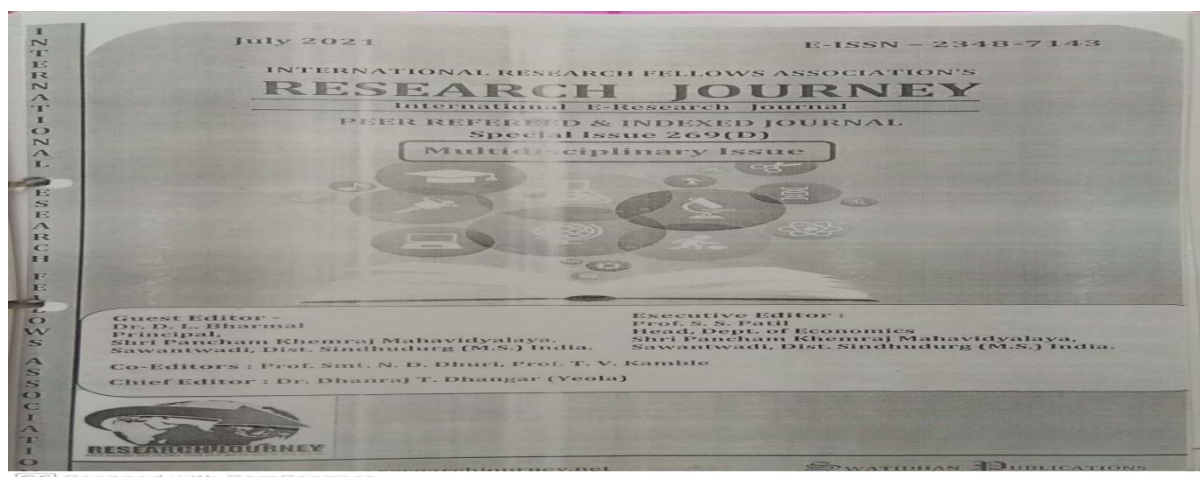 INTERNATIONAL RESEARCH FELLOWS ASSOCIATIO
July 2021
E-ISSN – 2348-7143
INTERNATIONAL RESEARCH FELLOWS ASSOCIATION'S
RESEARCH JOURNEY
International E-Research Journal
PEER REFEREED & INDEXED JOURNAL
Special Issue 269(D)
Multidisciplinary Issue
Guest Editor -
Dr. D. L. Bharmal
Principal,
Shri Pancham Khemraj Mahavidyalaya,
Sawantwadi, Dist. Sindhudurg (M.S.) India.
Executive Editor :
Prof. S. S. Patil
Head, Dept. of Economics
Shri Pancham Khemraj Mahavidyalaya,
Sawantwadi, Dist. Sindhudurg (M.S.) India.
Co-Editors : Prof. Smt. N. D. Dhuri, Prof. T. V. Kamble
Chief Editor : Dr. Dhanraj T. Dhangar (Yeola)
RESEARCHJOURNEY
SWATIDHAN PUBLICATIONS